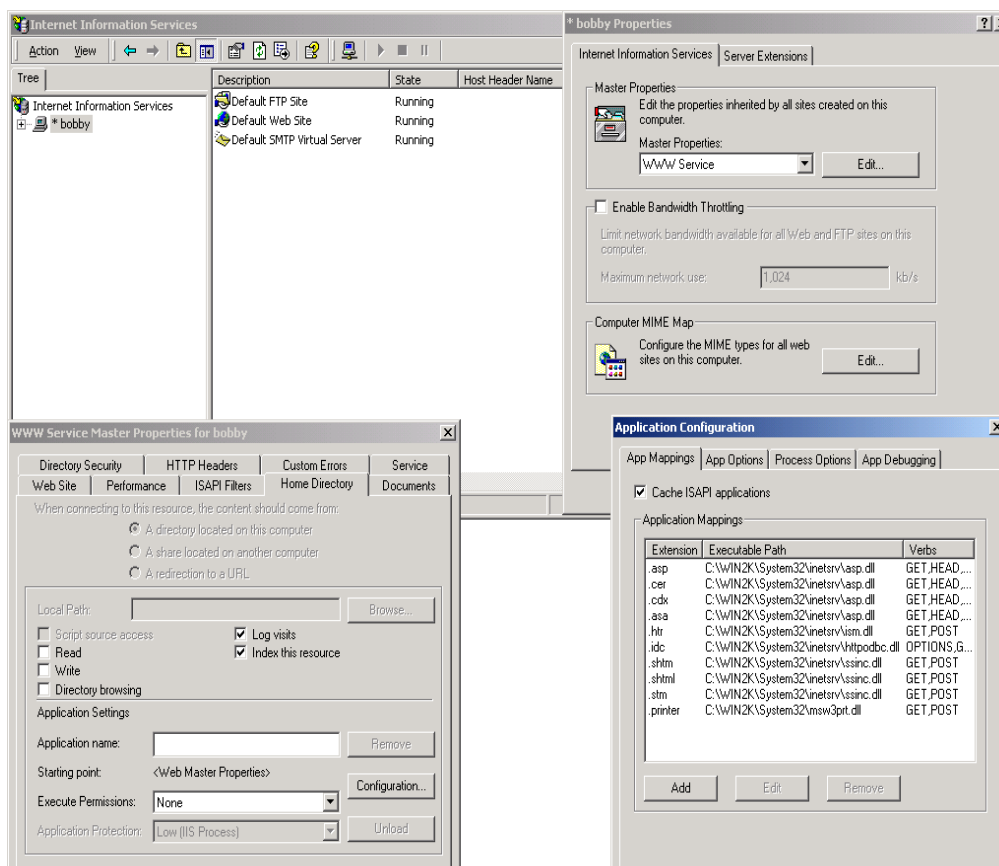 Internet Information Services
Action View
Tree
Internet Information Services
* bobby
Description State Host Header Name
Default FTP Site Running
Default Web Site Running
Default SMTP Virtual Server Running
* bobby Properties
Internet Information Services Server Extensions
Master Properties
Edit the properties inherited by all sites created on this
computer.
Master Properties:
WWW Service Edit...
Enable Bandwidth Throttling
Limit network bandwidth available for all Web and FTP sites on this
computer.
Maximum network use: 1,024 kb/s
Computer MIME Map
Configure the MIME types for all web
sites on this computer.
Edit...
WWW Service Master Properties for bobby
Directory Security HTTP Headers Custom Errors Service
Web Site Performance ISAPI Filters Home Directory Documents
When connecting to this resource, the content should come from:
A directory located on this computer
A share located on another computer
A redirection to a URL
Local Path: Browse...
Script source access Log visits
Read Index this resource
Write
Directory browsing
Application Settings
Application name: Remove
Starting point: <Web Master Properties>
Configuration...
Execute Permissions: None
Application Protection: Low (IIS Process) Unload
Application Configuration
App Mappings App Options Process Options App Debugging
Cache ISAPI applications
Application Mappings
Extension Executable Path Verbs
.asp C:\WIN2K\System32\inetsrv\asp.dll GET,HEAD,...
.cer C:\WIN2K\System32\inetsrv\asp.dll GET,HEAD,...
.cdx C:\WIN2K\System32\inetsrv\asp.dll GET,HEAD,...
.asa C:\WIN2K\System32\inetsrv\asp.dll GET,HEAD,...
.htr C:\WIN2K\System32\inetsrv\ism.dll GET,POST
.idc C:\WIN2K\System32\inetsrv\httpodbc.dll OPTIONS,G...
.shtm C:\WIN2K\System32\inetsrv\ssinc.dll GET,POST
.shtml C:\WIN2K\System32\inetsrv\ssinc.dll GET,POST
.stm C:\WIN2K\System32\inetsrv\ssinc.dll GET,POST
.printer C:\WIN2K\System32\msw3prt.dll GET,POST
Add Edit Remove